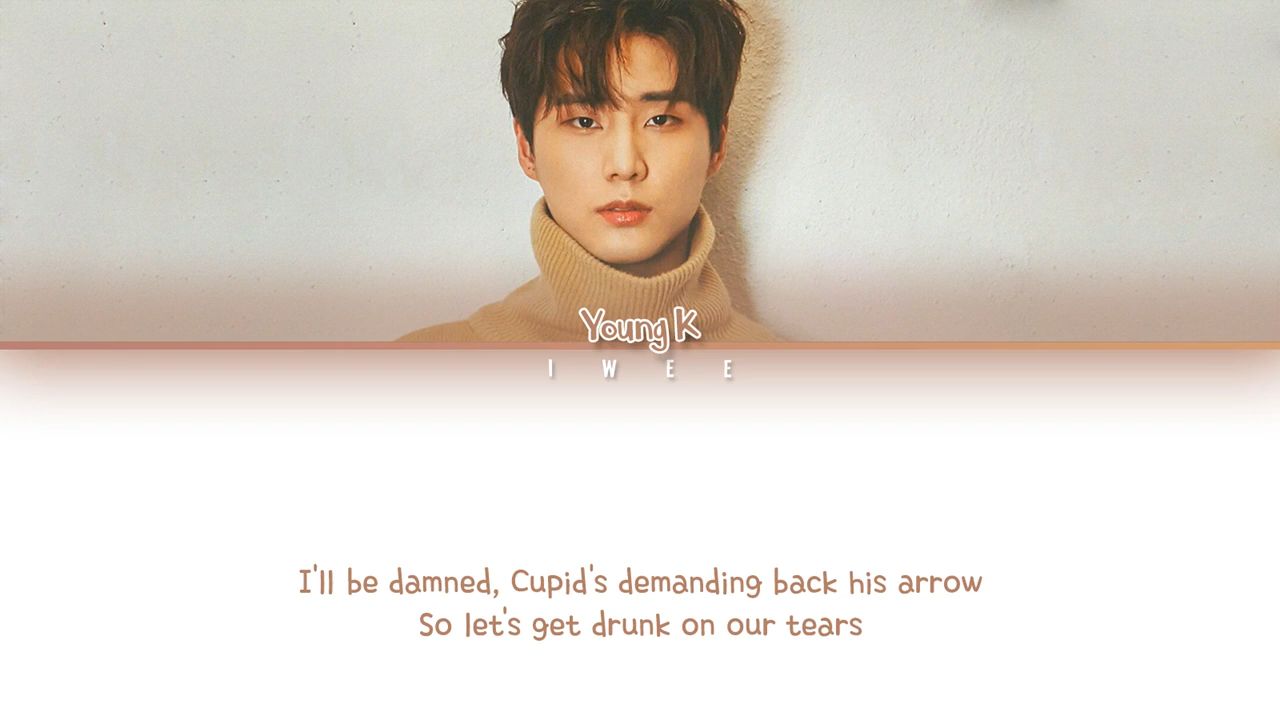 Young K
I W E E
I'll be damned, Cupid's demanding back his arrow
So let's get drunk on our tears